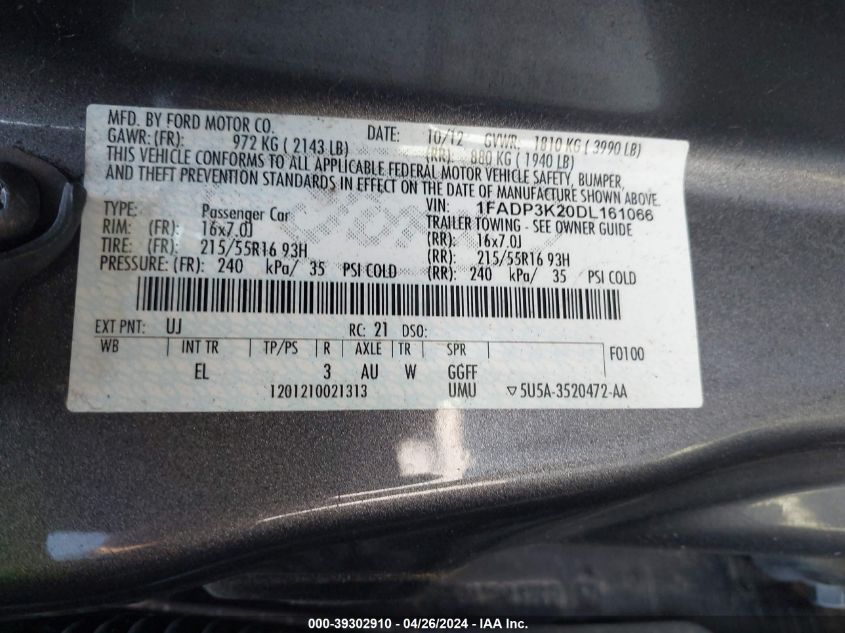 MFD. BY FORD MOTOR CO. DATE: 10/12 GVWR. 1810 KG ( 3990 LB)
GAWR: (FR): 972 KG ( 2143 LB) (RR): 880 KG ( 1940 LB)
THIS VEHICLE CONFORMS TO ALL APPLICABLE FEDERAL MOTOR VEHICLE SAFETY, BUMPER,
AND THEFT PREVENTION STANDARDS IN EFFECT ON THE DATE OF MANUFACTURE SHOWN ABOVE.
VIN: 1FADP3K20DL161066
TYPE: Passenger Car TRAILER TOWING - SEE OWNER GUIDE
RIM: (FR): 16x7.0J (RR): 16x7.0J
TIRE: (FR): 215/55R16 93H (RR): 215/55R16 93H
PRESSURE: (FR): 240 kPa/ 35 PSI COLD (RR): 240 kPa/ 35 PSI COLD
EXT PNT: UJ RC: 21 DSO:
WB INT TR TP/PS R AXLE TR SPR F0100
EL 3 AU W GGFF
1201210021313 UMU ▽5U5A-3520472-AA
000-39302910 / 04/26/2024 - IAA Inc.